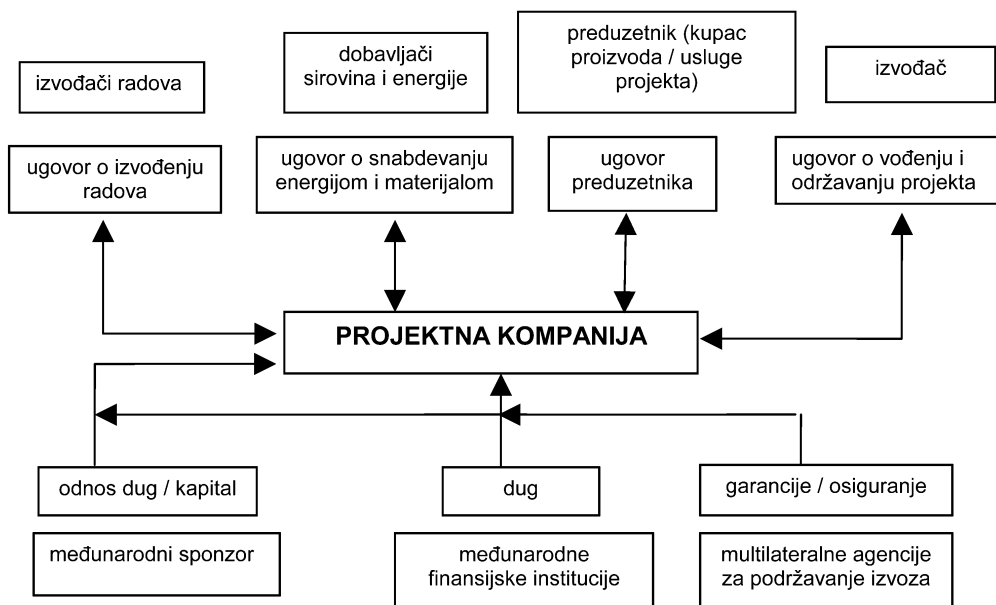 izvođači radova
dobavljači
sirovina i energije
preduzetnik (kupac
proizvoda / usluge
projekta)
izvođač
ugovor o izvođenju
radova
ugovor o snabdevanju
energijom i materijalom
ugovor
preduzetnika
ugovor o vođenju i
održavanju projekta
PROJEKTNA KOMPANIJA
odnos dug / kapital
dug
garancije / osiguranje
međunarodni sponzor
međunarodne
finansijske institucije
multilateralne agencije
za podržavanje izvoza